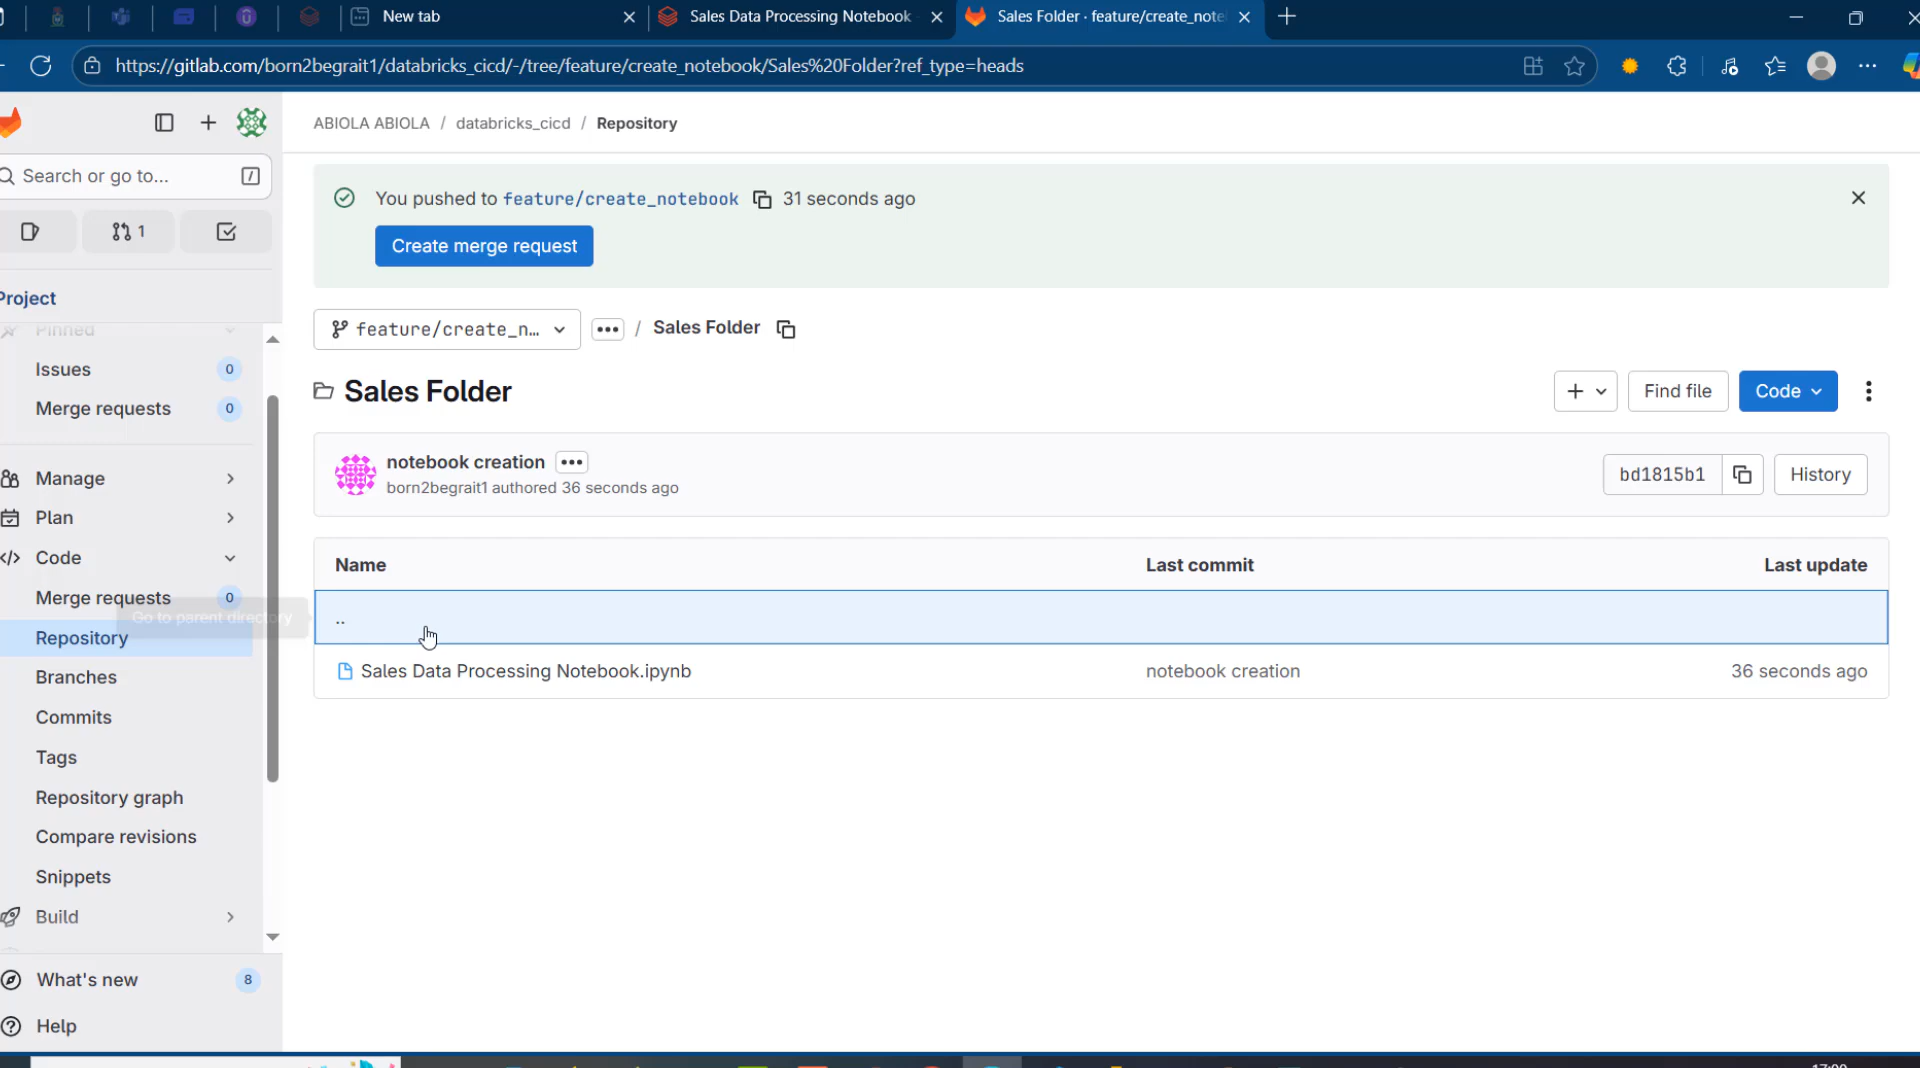 New tab
Sales Data Processing Notebook
Sales Folder · feature/create_note
https://gitlab.com/born2begrait1/databricks_cicd/-/tree/feature/create_notebook/Sales%20Folder?ref_type=heads
ABIOLA ABIOLA / databricks_cicd / Repository
Search or go to...
/
1
Project
Pinned
Issues 0
Merge requests 0
Manage
Plan
Code
Merge requests 0
Go to parent directory
Repository
Branches
Commits
Tags
Repository graph
Compare revisions
Snippets
Build
What's new 8
Help
You pushed to feature/create_notebook 31 seconds ago
Create merge request
feature/create_n… ••• / Sales Folder
Sales Folder
+ Find file Code
notebook creation •••
born2begrait1 authored 36 seconds ago
bd1815b1 History
Name Last commit Last update
..
Sales Data Processing Notebook.ipynb notebook creation 36 seconds ago